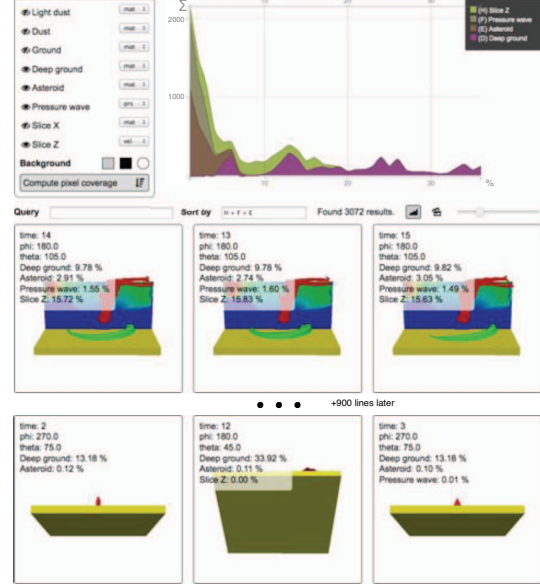 Light dust mat
Dust mat
Ground mat
Deep ground mat
Asteroid mat
Pressure wave prs
Slice X mat
Slice Z vel
Background
Compute pixel coverage
Σ
2000
1000
10 20 30 %
(H) Slice Z
(F) Pressure wave
(E) Asteroid
(D) Deep ground
Query Sort by H + F + E Found 3072 results.
time: 14
phi: 180.0
theta: 105.0
Deep ground: 9.78 %
Asteroid: 2.91 %
Pressure wave: 1.55 %
Slice Z: 15.72 %
time: 13
phi: 180.0
theta: 105.0
Deep ground: 9.78 %
Asteroid: 2.74 %
Pressure wave: 1.60 %
Slice Z: 15.83 %
time: 15
phi: 180.0
theta: 105.0
Deep ground: 9.82 %
Asteroid: 3.05 %
Pressure wave: 1.49 %
Slice Z: 15.63 %
+900 lines later
time: 2
phi: 270.0
theta: 75.0
Deep ground: 13.18 %
Asteroid: 0.12 %
time: 12
phi: 180.0
theta: 45.0
Deep ground: 33.92 %
Asteroid: 0.11 %
Slice Z: 0.00 %
time: 3
phi: 270.0
theta: 75.0
Deep ground: 13.18 %
Asteroid: 0.10 %
Pressure wave: 0.01 %